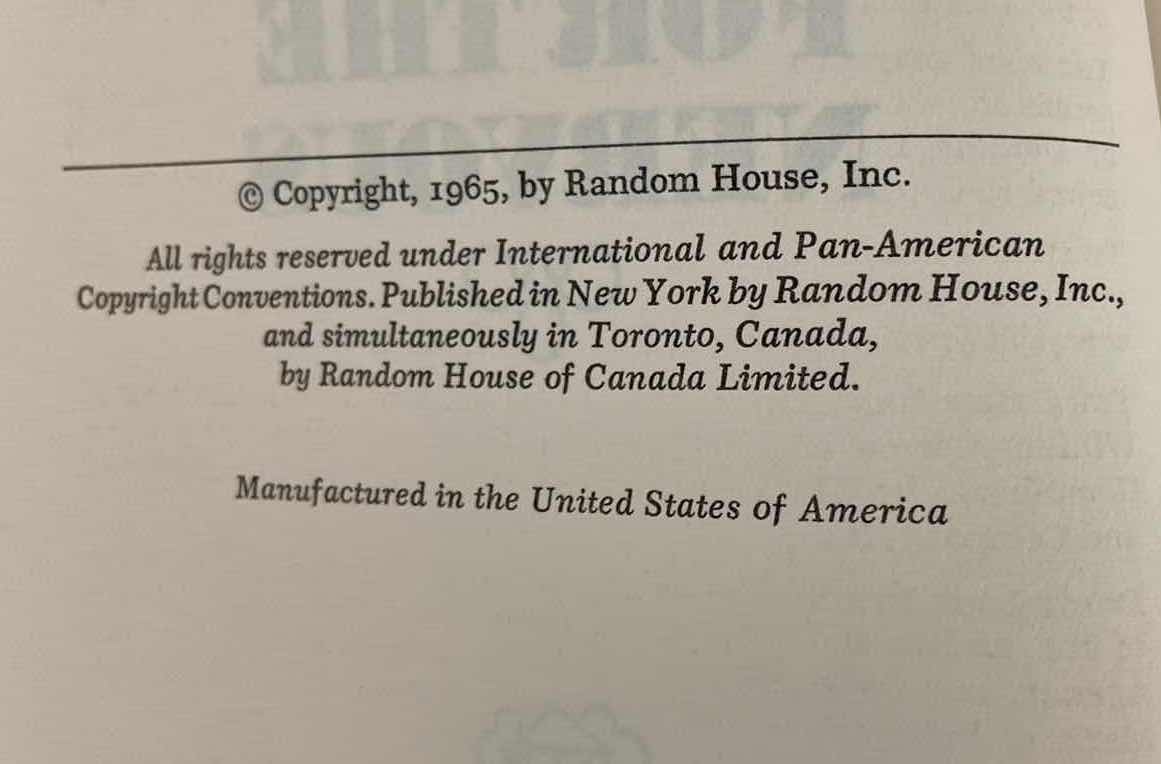 © Copyright, 1965, by Random House, Inc.
All rights reserved under International and Pan-American
Copyright Conventions. Published in New York by Random House, Inc.,
and simultaneously in Toronto, Canada,
by Random House of Canada Limited.
Manufactured in the United States of America